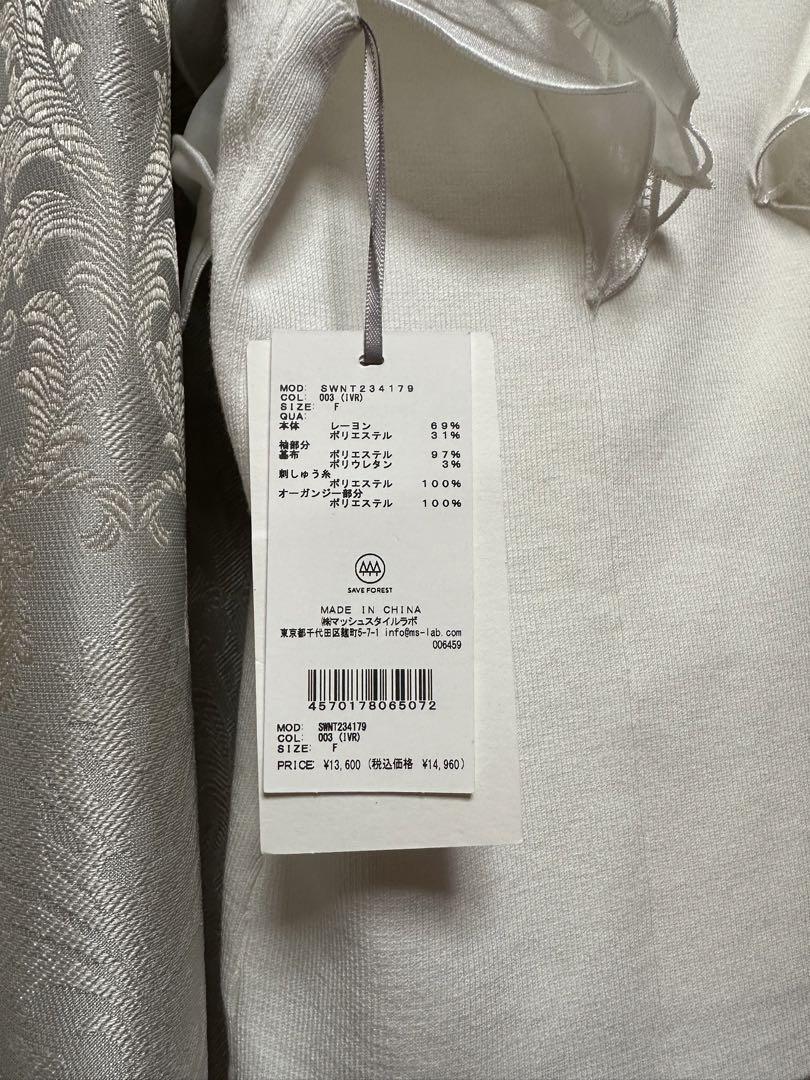 MOD: SWNT234179
COL: 003 (IVR)
SIZE: F
QUA:
本体 レーヨン 69%
ポリエステル 31%
袖部分
基布 ポリエステル 97%
ポリウレタン 3%
刺しゅう糸
ポリエステル 100%
オーガンジー部分
ポリエステル 100%
SAVE FOREST
MADE IN CHINA
㈱マッシュスタイルラボ
東京都千代田区麹町5-7-1 info@ms-lab.com
006459
4570178065072
MOD: SWNT234179
COL: 003 (IVR)
SIZE: F
PRICE: ¥13,600 (税込価格 ¥14,960)